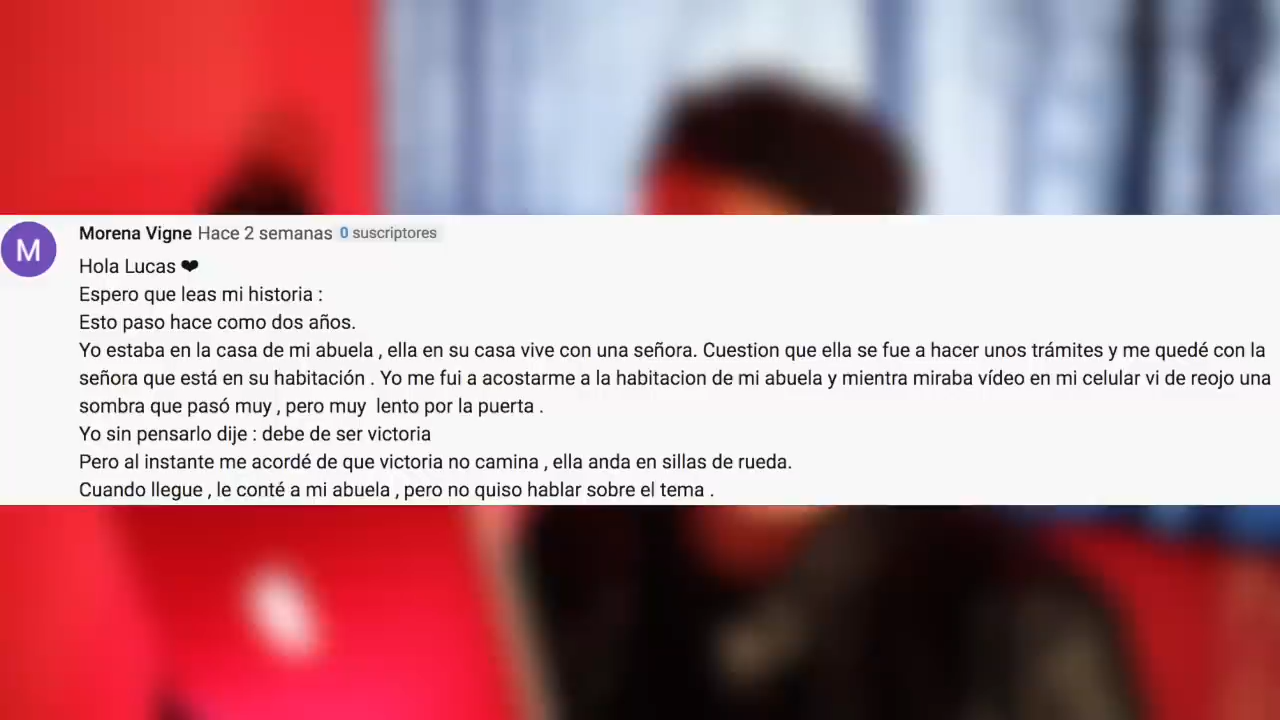 M
Morena Vigne Hace 2 semanas 0 suscriptores
Hola Lucas ❤
Espero que leas mi historia :
Esto paso hace como dos años.
Yo estaba en la casa de mi abuela , ella en su casa vive con una señora. Cuestion que ella se fue a hacer unos trámites y me quedé con la
señora que está en su habitación . Yo me fui a acostarme a la habitacion de mi abuela y mientra miraba vídeo en mi celular vi de reojo una
sombra que pasó muy , pero muy  lento por la puerta .
Yo sin pensarlo dije : debe de ser victoria
Pero al instante me acordé de que victoria no camina , ella anda en sillas de rueda.
Cuando llegue , le conté a mi abuela , pero no quiso hablar sobre el tema .